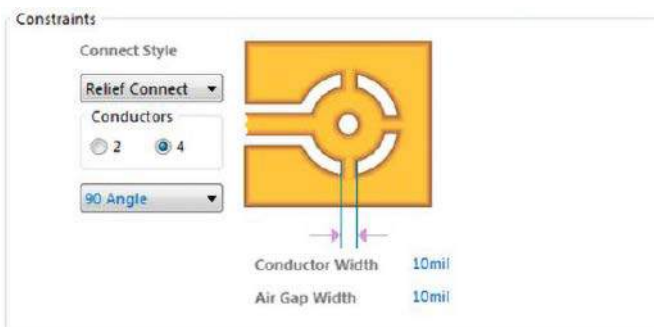 Constraints
Connect Style
Relief Connect
Conductors
2 4
90 Angle
Conductor Width 10mil
Air Gap Width 10mil